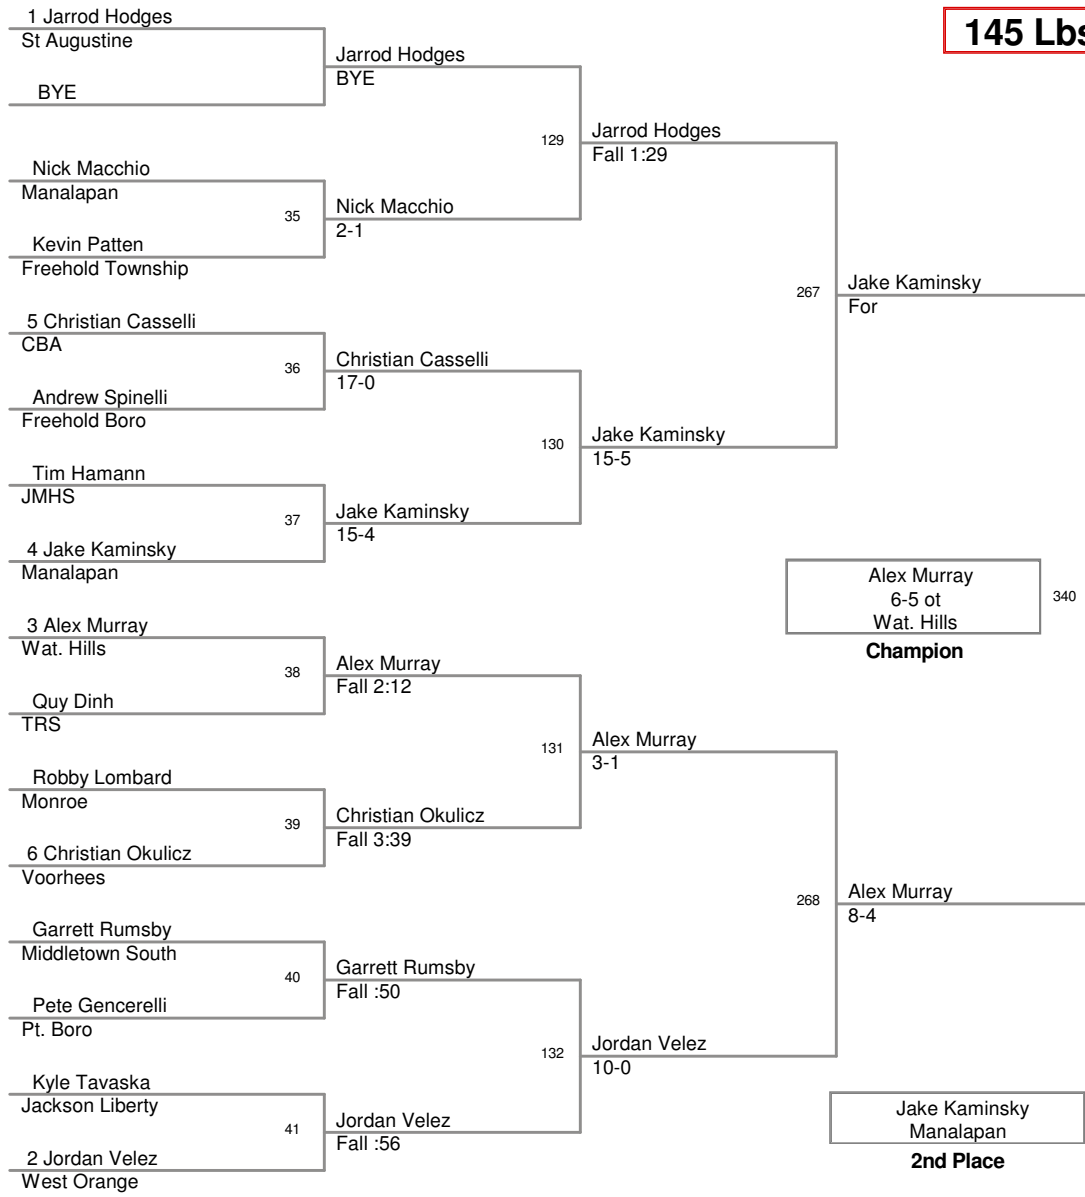 1 Jarrod Hodges
St Augustine
BYE
Nick Macchio
Manalapan
35
Kevin Patten
Freehold Township
5 Christian Casselli
CBA
36
Andrew Spinelli
Freehold Boro
Tim Hamann
JMHS
37
4 Jake Kaminsky
Manalapan
3 Alex Murray
Wat. Hills
38
Quy Dinh
TRS
Robby Lombard
Monroe
39
6 Christian Okulicz
Voorhees
Garrett Rumsby
Middletown South
40
Pete Gencerelli
Pt. Boro
Kyle Tavaska
Jackson Liberty
41
2 Jordan Velez
West Orange
Jarrod Hodges
BYE
129
Nick Macchio
2-1
Christian Casselli
17-0
130
Jake Kaminsky
15-4
Alex Murray
Fall 2:12
131
Christian Okulicz
Fall 3:39
Garrett Rumsby
Fall :50
132
Jordan Velez
Fall :56
Jarrod Hodges
Fall 1:29
267
Jake Kaminsky
15-5
Alex Murray
3-1
268
Jordan Velez
10-0
145 Lbs
Jake Kaminsky
For
Alex Murray
6-5 ot
Wat. Hills
340
Champion
Alex Murray
8-4
Jake Kaminsky
Manalapan
2nd Place